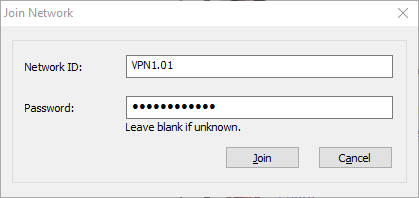 Join Network
Network ID: VPN1.01
Password: ●●●●●●●●●●●●
Leave blank if unknown.
Join Cancel